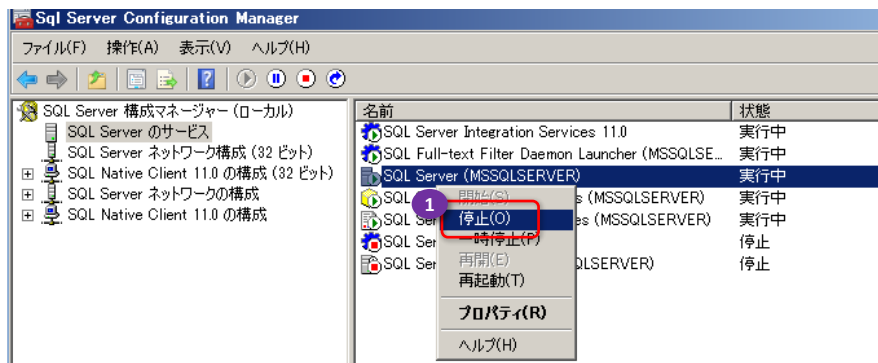 Sql Server Configuration Manager
ファイル(F) 操作(A) 表示(V) ヘルプ(H)
SQL Server 構成マネージャー (ローカル)
SQL Server のサービス
SQL Server ネットワーク構成 (32 ビット)
SQL Native Client 11.0 の構成 (32 ビット)
SQL Server ネットワークの構成
SQL Native Client 11.0 の構成
名前 状態
SQL Server Integration Services 11.0 実行中
SQL Full-text Filter Daemon Launcher (MSSQLSE... 実行中
SQL Server (MSSQLSERVER) 実行中
SQL s (MSSQLSERVER) 実行中
SQL Ser es (MSSQLSERVER) 実行中
SQL Ser 停止
SQL Ser QLSERVER) 停止
1
開始(S)
停止(O)
一時停止(P)
再開(E)
再起動(T)
プロパティ(R)
ヘルプ(H)